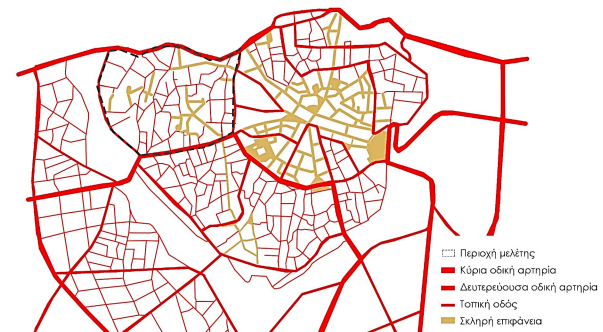 Περιοχή μελέτης
Κύρια οδική αρτηρία
Δευτερεύουσα οδική αρτηρία
Τοπική οδός
Σκληρή επιφάνεια